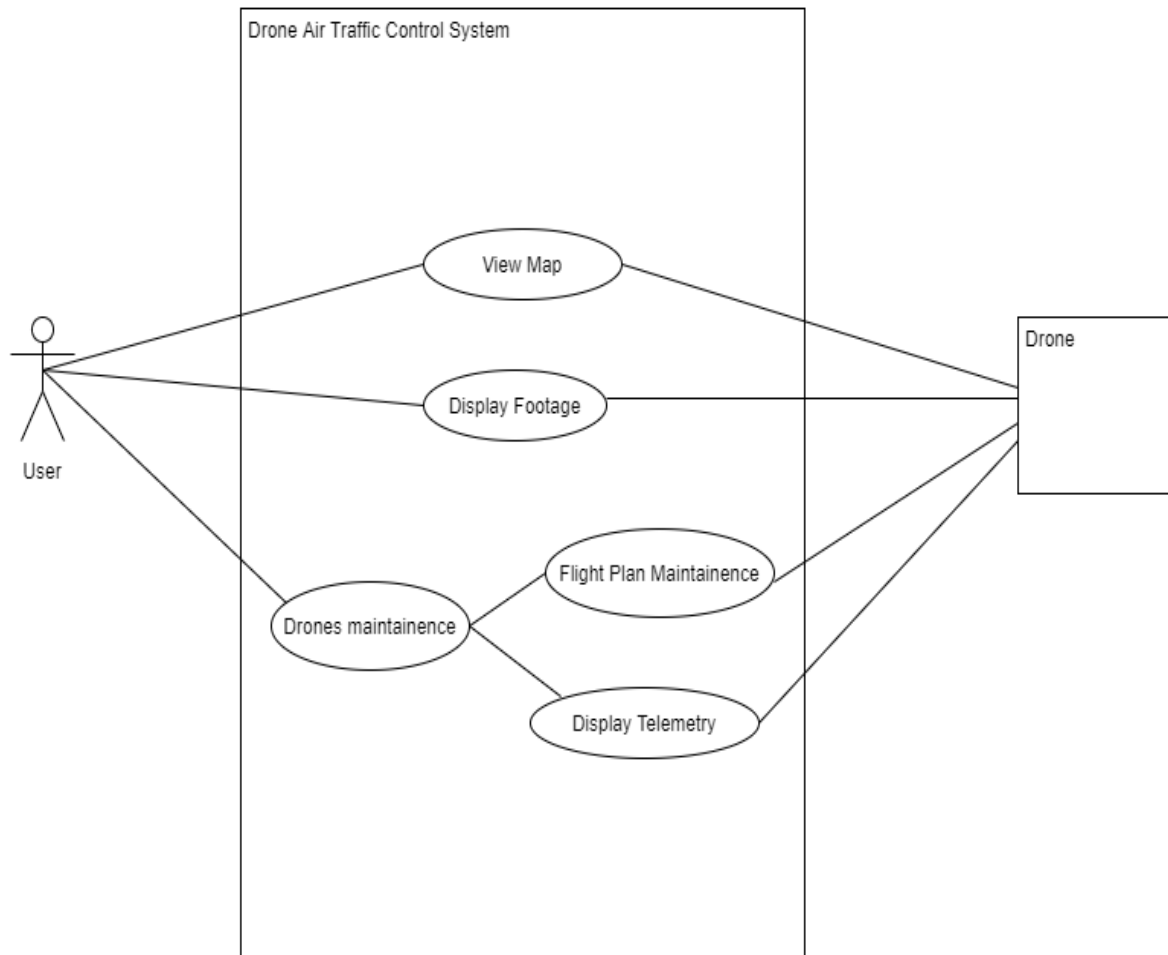 Drone Air Traffic Control System
View Map
Drone
Display Footage
User
Flight Plan Maintainence
Drones maintainence
Display Telemetry